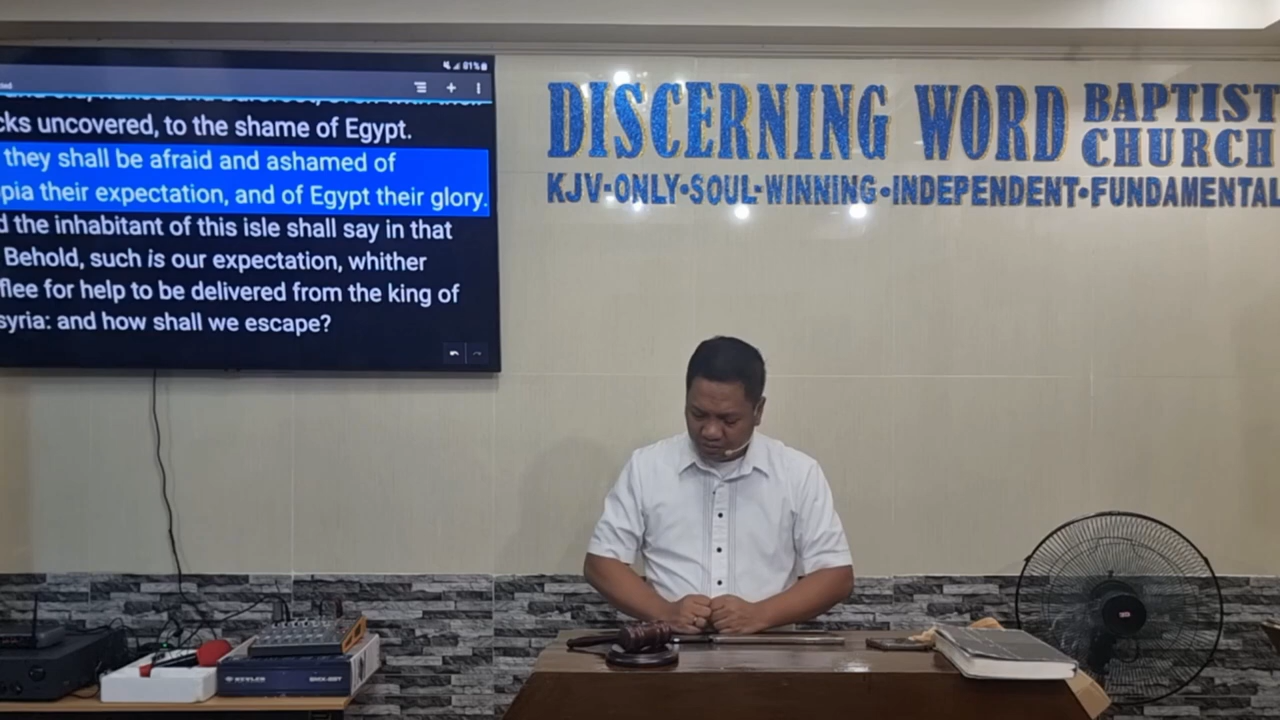 81%
cks uncovered, to the shame of Egypt.
they shall be afraid and ashamed of
pia their expectation, and of Egypt their glory.
d the inhabitant of this isle shall say in that
Behold, such is our expectation, whither
flee for help to be delivered from the king of
syria: and how shall we escape?
DISCERNING WORD BAPTIST CHURCH
KJV-ONLY•SOUL-WINNING•INDEPENDENT•FUNDAMENTAL
KEVLER